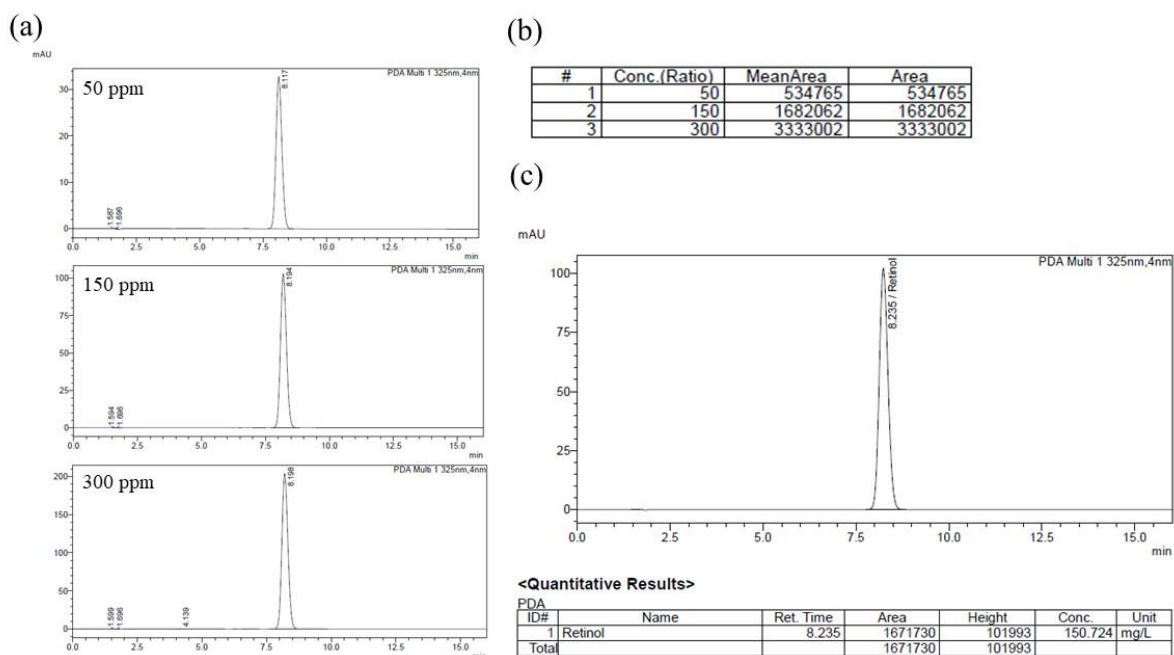 (a)
mAU
PDA Multi 1 325nm,4nm
50 ppm
8.117
30
20
10
0
1.567
1.696
0.0 2.5 5.0 7.5 10.0 12.5 15.0
min
PDA Multi 1 325nm,4nm
150 ppm
8.194
100
75
50
25
0
1.594
1.696
0.0 2.5 5.0 7.5 10.0 12.5 15.0
min
PDA Multi 1 325nm,4nm
300 ppm
8.198
200
150
100
50
0
1.599
1.696
4.139
0.0 2.5 5.0 7.5 10.0 12.5 15.0
min
(b)
# Conc.(Ratio) MeanArea Area
1 50 534765 534765
2 150 1682062 1682062
3 300 3333002 3333002
(c)
mAU
PDA Multi 1 325nm,4nm
8.235 / Retinol
100
75
50
25
0
0.0 2.5 5.0 7.5 10.0 12.5 15.0
min
<Quantitative Results>
PDA
ID# Name Ret. Time Area Height Conc. Unit
1 Retinol 8.235 1671730 101993 150.724 mg/L
Total 1671730 101993